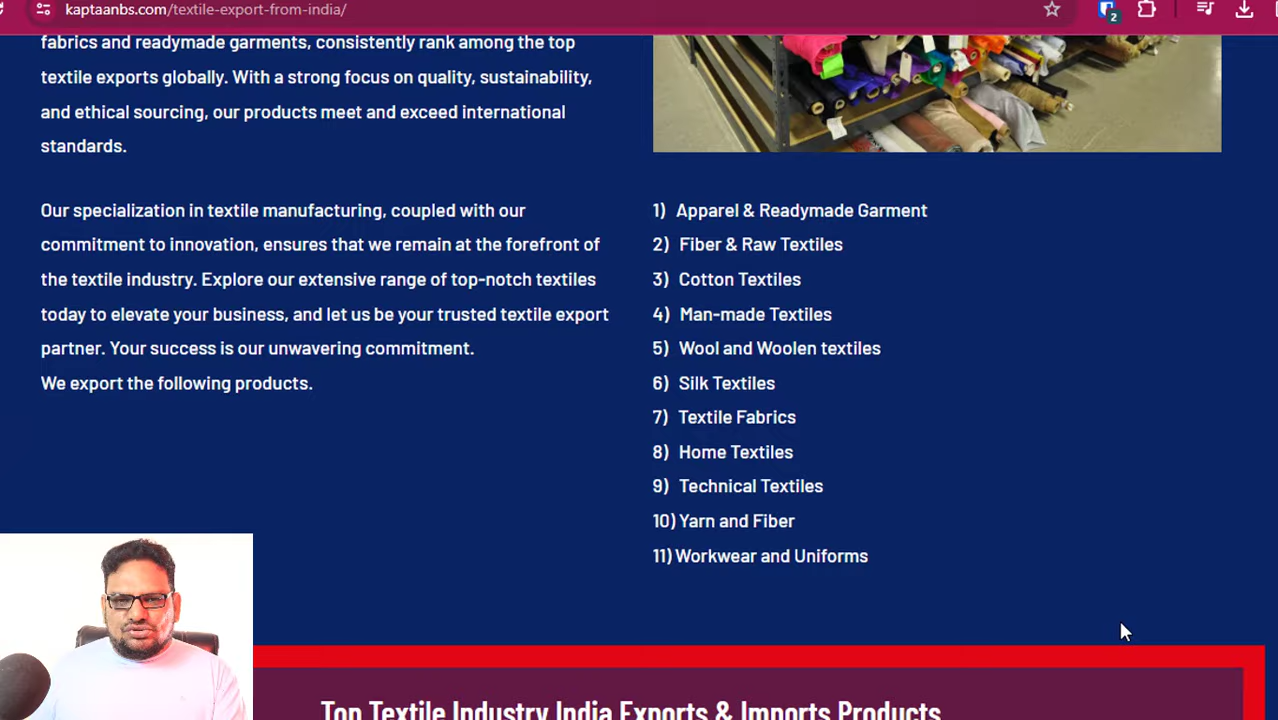 kaptaanbs.com/textile-export-from-india/
2
fabrics and readymade garments, consistently rank among the top
textile exports globally. With a strong focus on quality, sustainability,
and ethical sourcing, our products meet and exceed international
standards.
Our specialization in textile manufacturing, coupled with our
commitment to innovation, ensures that we remain at the forefront of
the textile industry. Explore our extensive range of top-notch textiles
today to elevate your business, and let us be your trusted textile export
partner. Your success is our unwavering commitment.
We export the following products.
1) Apparel & Readymade Garment
2) Fiber & Raw Textiles
3) Cotton Textiles
4) Man-made Textiles
5) Wool and Woolen textiles
6) Silk Textiles
7) Textile Fabrics
8) Home Textiles
9) Technical Textiles
10) Yarn and Fiber
11) Workwear and Uniforms
Top Textile Industry India Exports & Imports Products